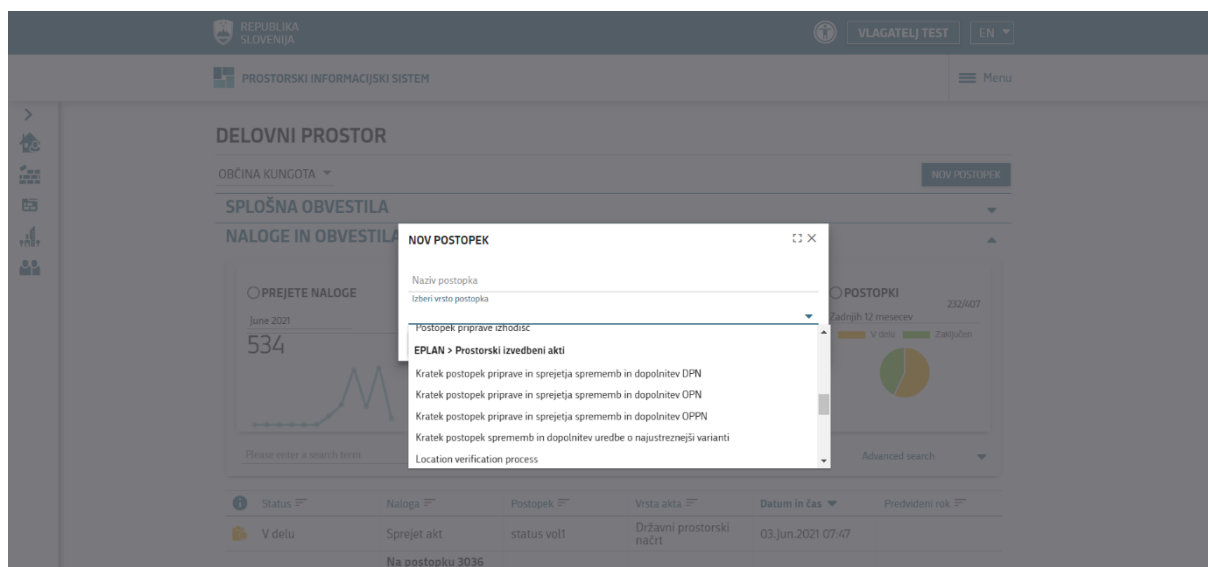 REPUBLIKA
SLOVENIJA
VLAGATELJ TEST
EN
PROSTORSKI INFORMACIJSKI SISTEM
Menu
DELOVNI PROSTOR
OBČINA KUNGOTA
NOV POSTOPEK
SPLOŠNA OBVESTILA
NALOGE IN OBVESTILA
NOV POSTOPEK
Naziv postopka
Izberi vrsto postopka
Postopek priprave izhodišč
EPLAN > Prostorski izvedbeni akti
Kratek postopek priprave in sprejetja sprememb in dopolnitev DPN
Kratek postopek priprave in sprejetja sprememb in dopolnitev OPN
Kratek postopek priprave in sprejetja sprememb in dopolnitev OPPN
Kratek postopek sprememb in dopolnitev uredbe o najustreznejši varianti
Location verification process
PREJETE NALOGE
June 2021
534
POSTOPKI
232/407
Zadnjih 12 mesecev
V delu
Zaključen
Please enter a search term
Advanced search
Status
Naloga
Postopek
Vrsta akta
Datum in čas
Predvideni rok
V delu
Sprejet akt
status vol1
Državni prostorski
načrt
03.Jun.2021 07:47
Na postopku 3036